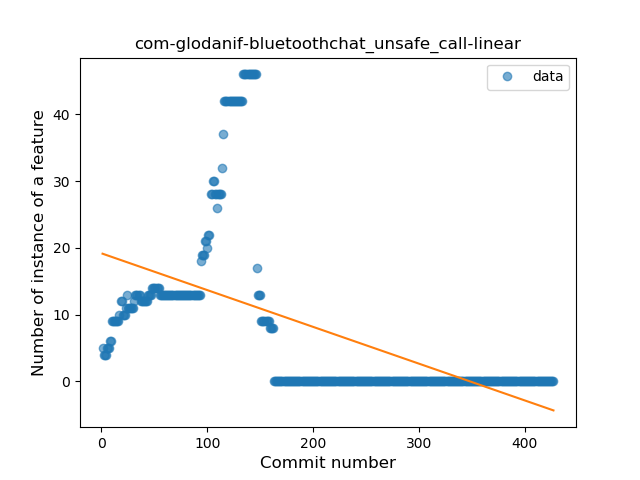 com-glodanif-bluetoothchat_unsafe_call-linear
data
Number of instance of a feature
40
30
20
10
0
0 100 200 300 400
Commit number